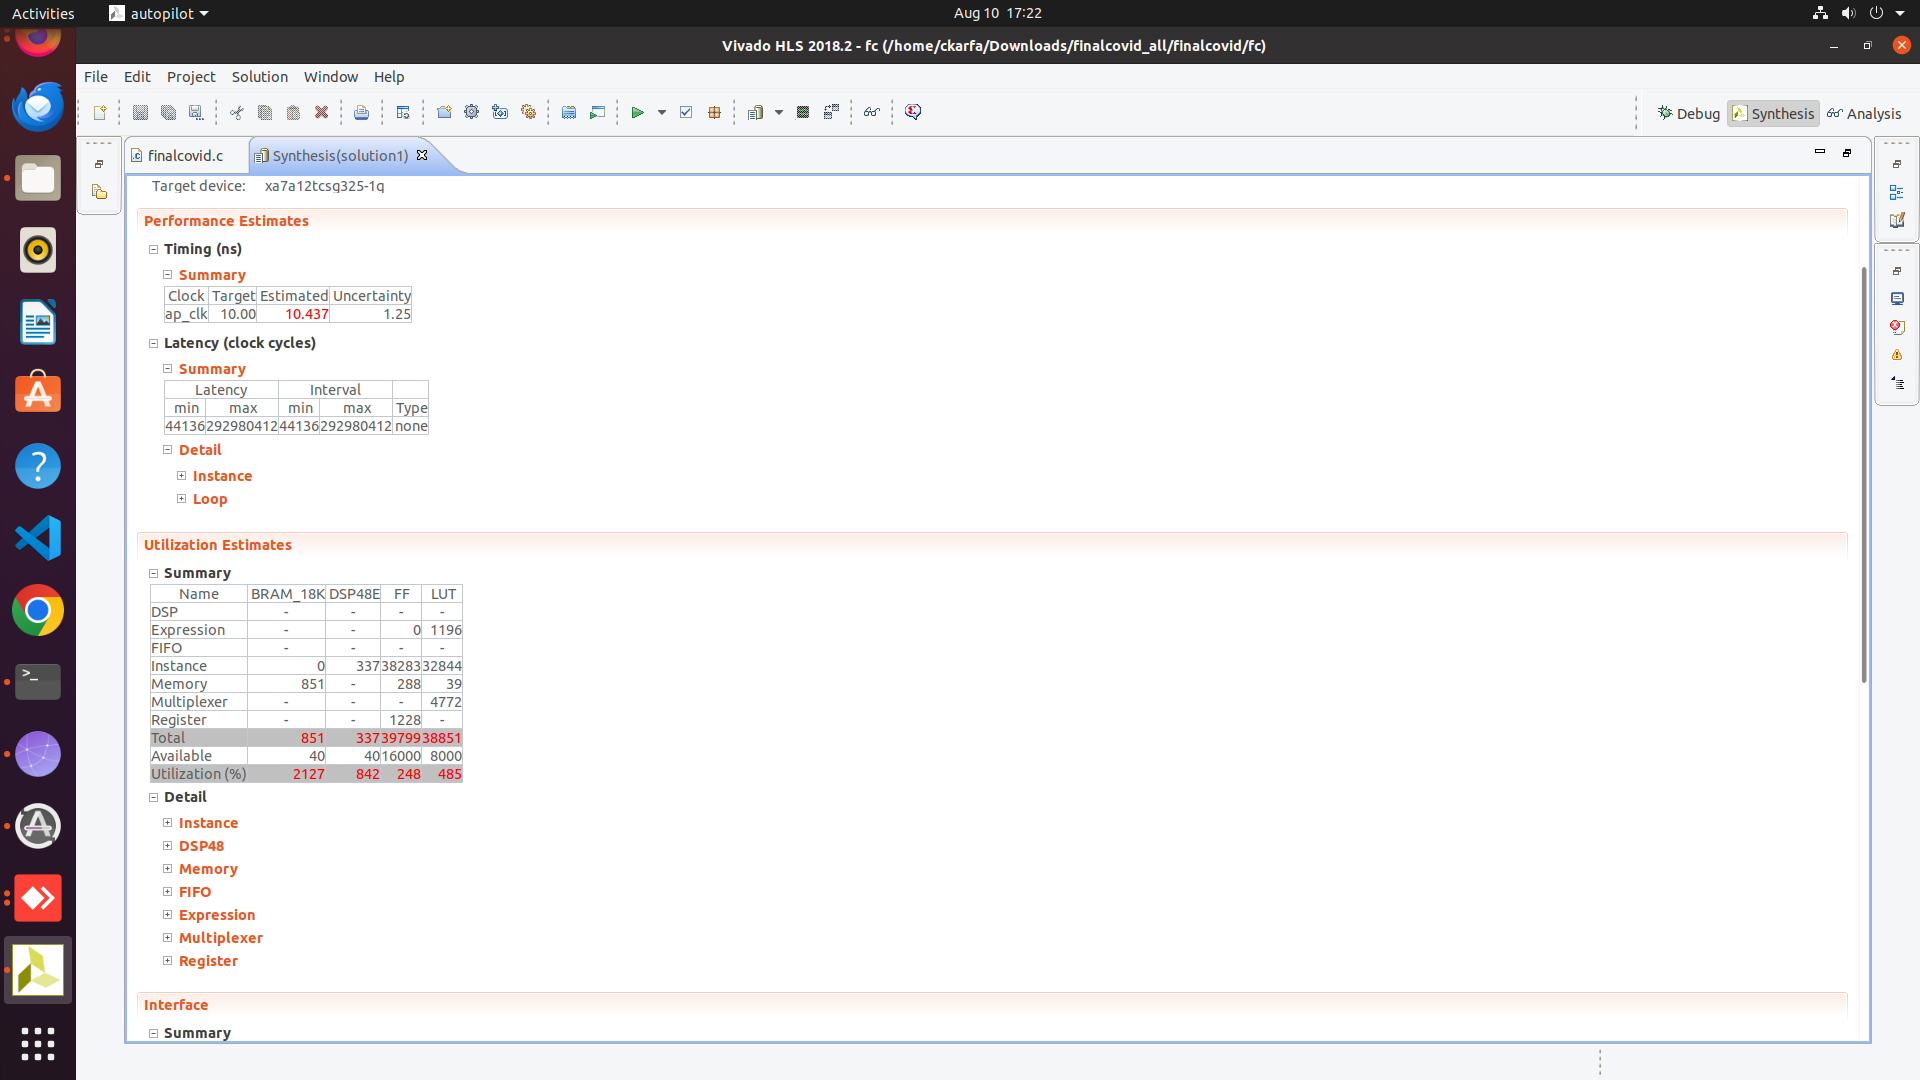 Activities autopilot Aug 10 17:22
Vivado HLS 2018.2 - fc (/home/ckarfa/Downloads/finalcovid_all/finalcovid/fc)
File Edit Project Solution Window Help
Debug Synthesis Analysis
finalcovid.c Synthesis(solution1)
Target device: xa7a12tcsg325-1q
Performance Estimates
Timing (ns)
Summary
Clock Target Estimated Uncertainty
ap_clk 10.00 10.437 1.25
Latency (clock cycles)
Summary
Latency Interval
min max min max Type
44136 292980412 44136 292980412 none
Detail
Instance
Loop
Utilization Estimates
Summary
Name BRAM_18K DSP48E FF LUT
DSP - - - -
Expression - - 0 1196
FIFO - - - -
Instance 0 337 38283 32844
Memory 851 - 288 39
Multiplexer - - - 4772
Register - - 1228 -
Total 851 337 39799 38851
Available 40 40 16000 8000
Utilization (%) 2127 842 248 485
Detail
Instance
DSP48
Memory
FIFO
Expression
Multiplexer
Register
Interface
Summary